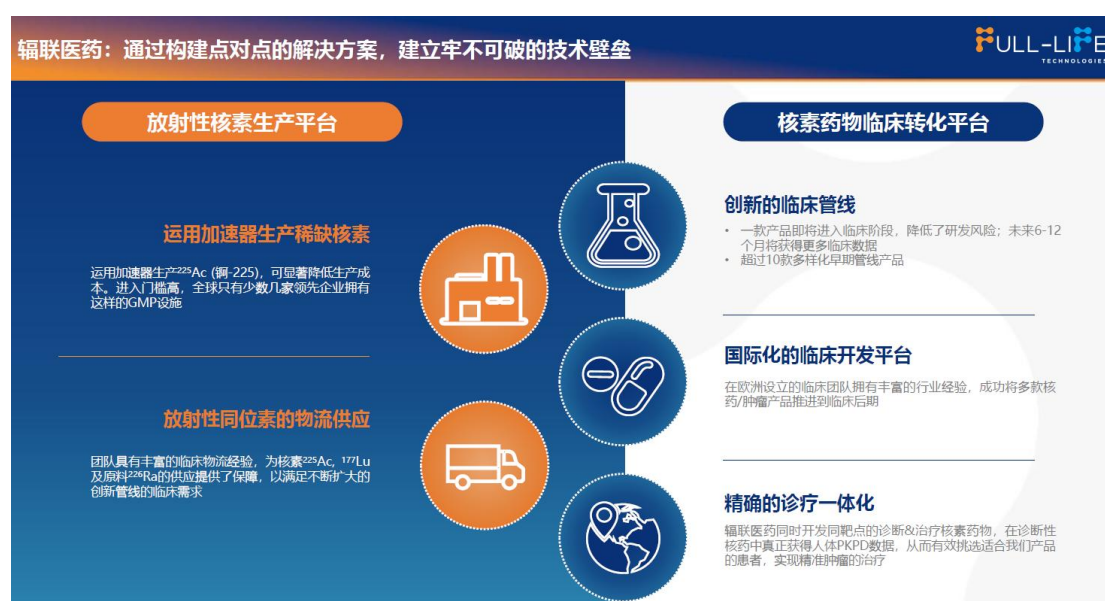 辐联医药：通过构建点对点的解决方案，建立牢不可破的技术壁垒
FULL-LIFE
TECHNOLOGIES
放射性核素生产平台
运用加速器生产稀缺核素
运用加速器生产²²⁵Ac (锕-225)，可显著降低生产成
本。进入门槛高，全球只有少数几家领先企业拥有
这样的GMP设施
放射性同位素的物流供应
团队具有丰富的临床物流经验，为核素²²⁵Ac, ¹⁷⁷Lu
及原料²²⁶Ra的供应提供了保障，以满足不断扩大的
创新管线的临床需求
核素药物临床转化平台
创新的临床管线
• 一款产品即将进入临床阶段，降低了研发风险；未来6-12
个月将获得更多临床数据
• 超过10款多样化早期管线产品
国际化的临床开发平台
在欧洲设立的临床团队拥有丰富的行业经验，成功将多款核
药/肿瘤产品推进到临床后期
精确的诊疗一体化
辐联医药同时开发同靶点的诊断&治疗核素药物，在诊断性
核药中真正获得人体PKPD数据，从而有效挑选适合我们产品
的患者，实现精准肿瘤的治疗